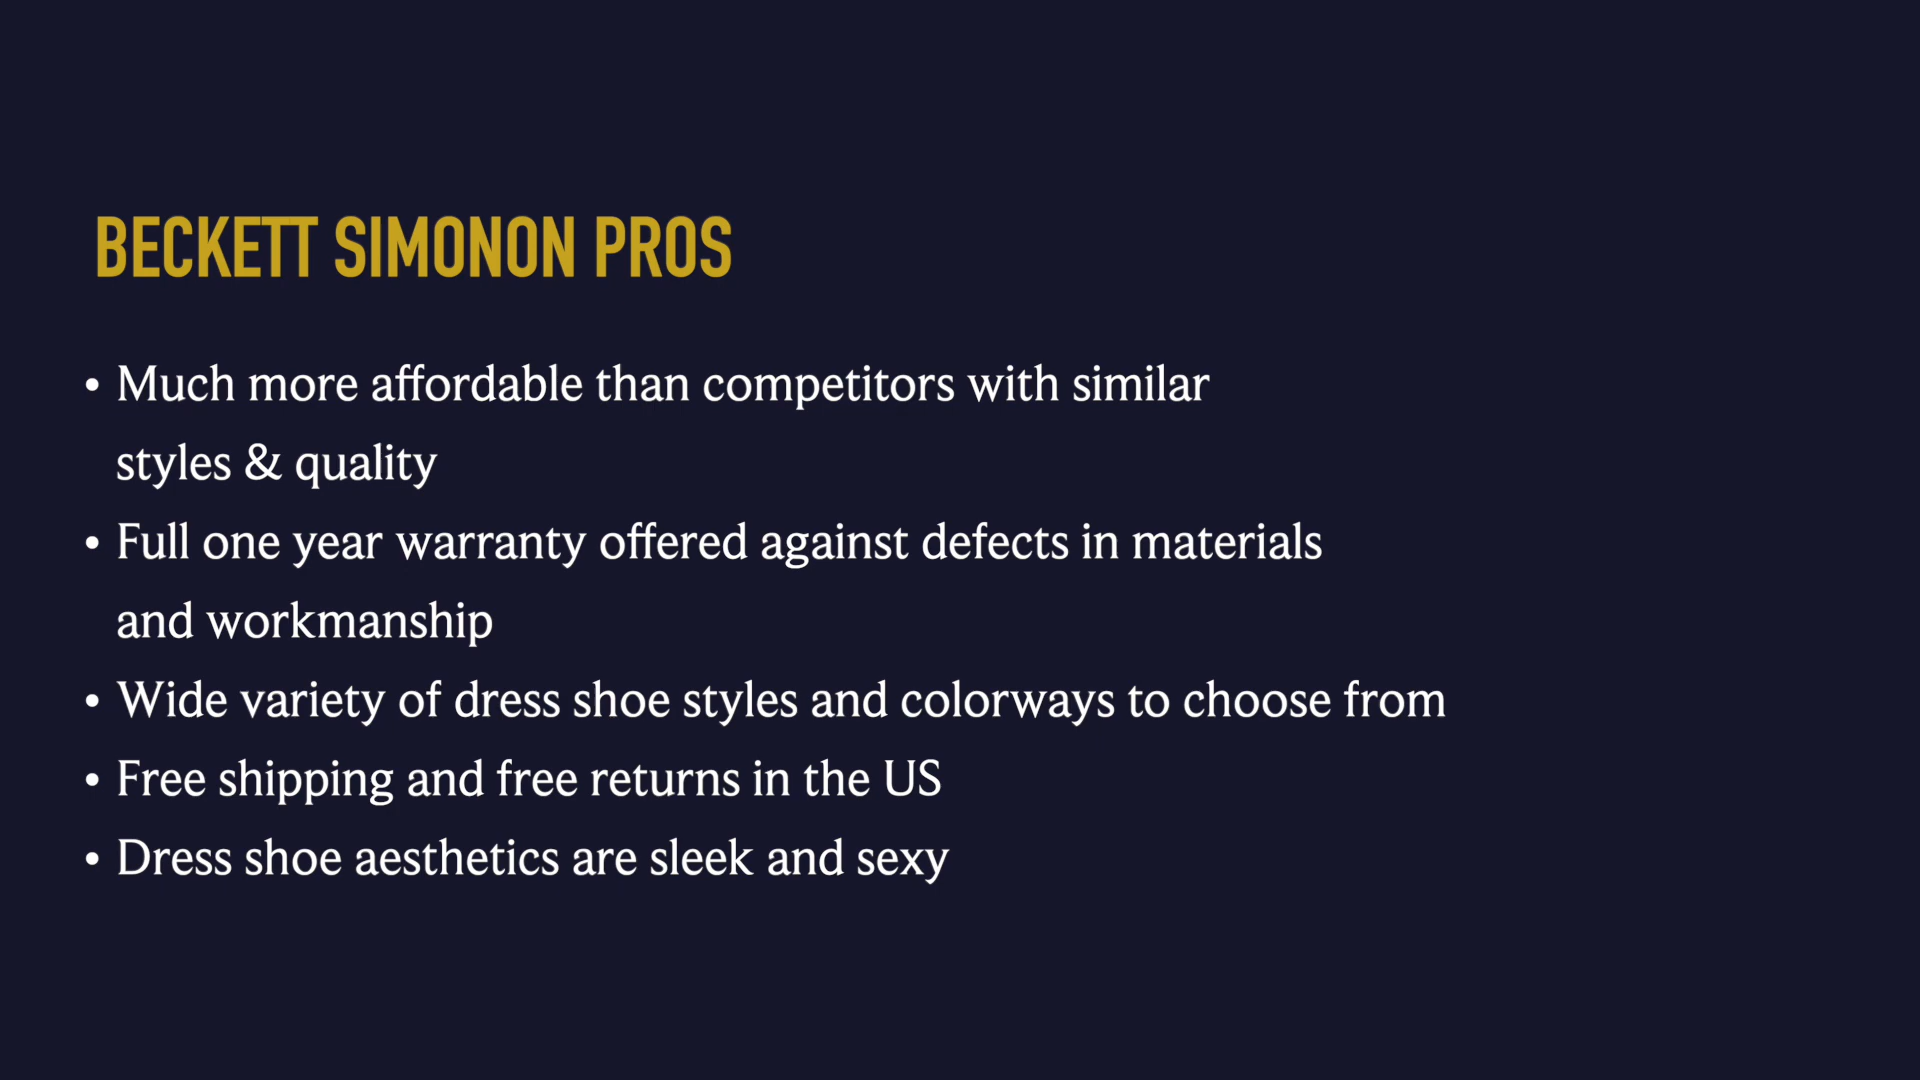 BECKETT SIMONON PROS
• Much more affordable than competitors with similar
styles & quality
• Full one year warranty offered against defects in materials
and workmanship
• Wide variety of dress shoe styles and colorways to choose from
• Free shipping and free returns in the US
• Dress shoe aesthetics are sleek and sexy